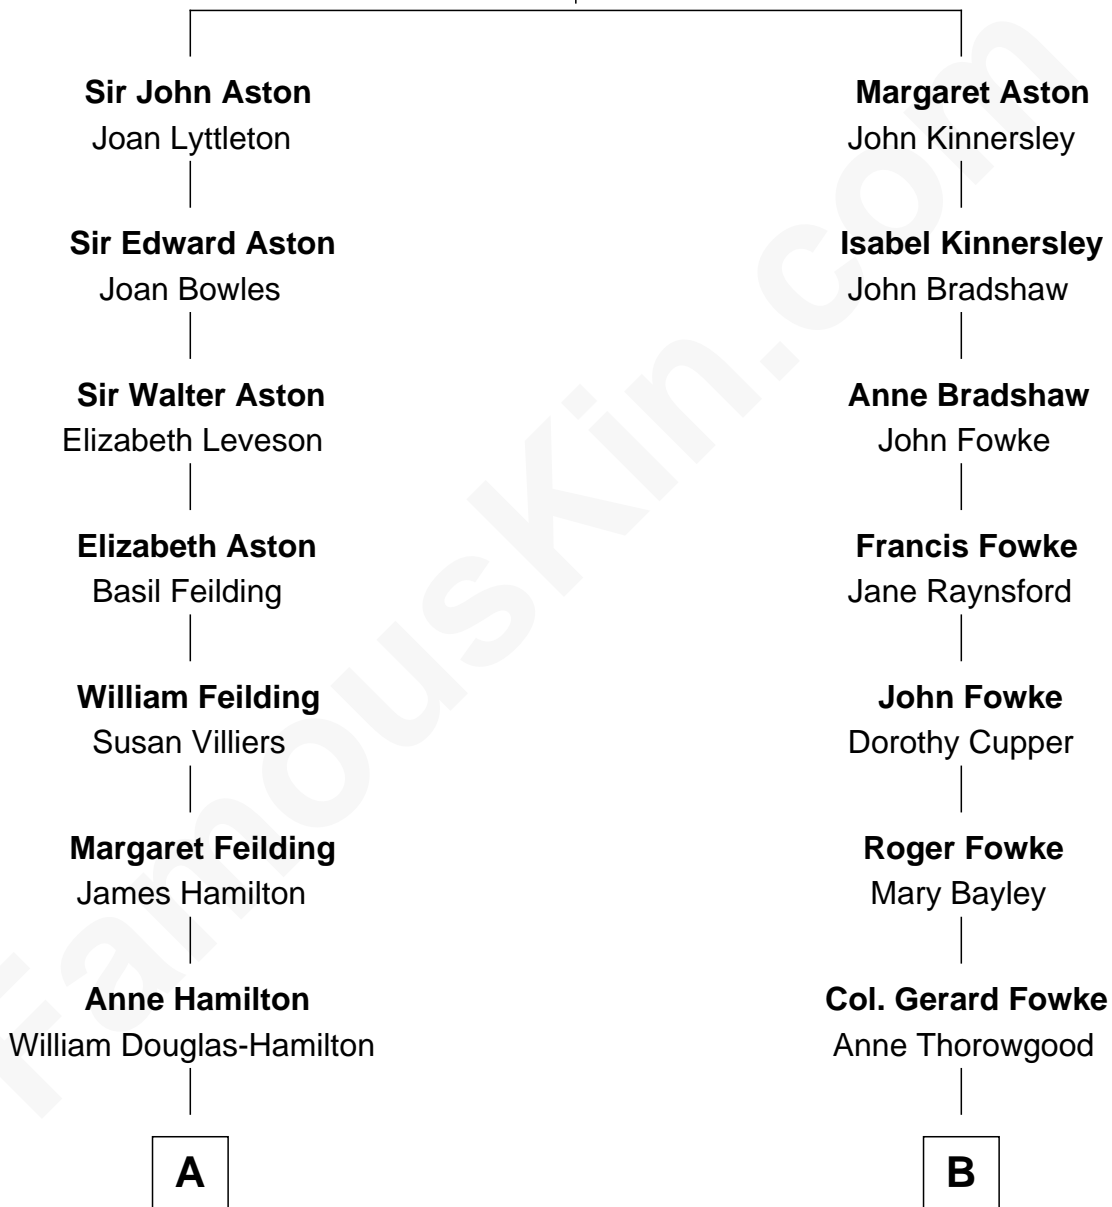 Sir John Aston
Joan Lyttleton
Sir Edward Aston
Joan Bowles
Sir Walter Aston
Elizabeth Leveson
Elizabeth Aston
Basil Feilding
William Feilding
Susan Villiers
Margaret Feilding
James Hamilton
Anne Hamilton
William Douglas-Hamilton
A
Margaret Aston
John Kinnersley
Isabel Kinnersley
John Bradshaw
Anne Bradshaw
John Fowke
Francis Fowke
Jane Raynsford
John Fowke
Dorothy Cupper
Roger Fowke
Mary Bayley
Col. Gerard Fowke
Anne Thorowgood
B
FamousKin.com